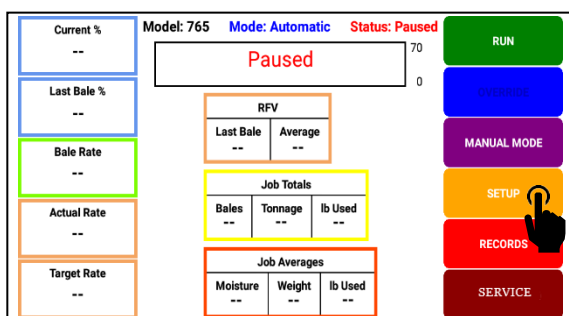 Model: 765 Mode: Automatic Status: Paused
Current %
--
Last Bale %
--
Bale Rate
--
Actual Rate
--
Target Rate
--
Paused
70
0
RFV
Last Bale Average
-- --
Job Totals
Bales Tonnage lb Used
-- -- --
Job Averages
Moisture Weight lb Used
-- -- --
RUN
OVERRIDE
MANUAL MODE
SETUP
RECORDS
SERVICE